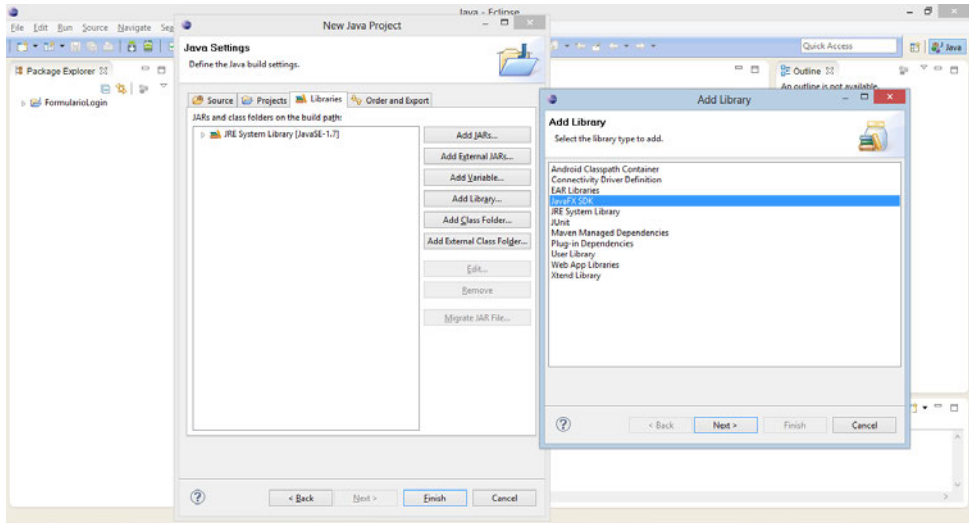 Java - Eclipse
File Edit Run Source Navigate
New Java Project
Quick Access
Java
Package Explorer
FormularioLogin
Java Settings
Define the Java build settings.
Source Projects Libraries Order and Export
JARs and class folders on the build path:
JRE System Library [JavaSE-1.7]
Add JARs...
Add External JARs...
Add Variable...
Add Library...
Add Class Folder...
Add External Class Folder...
Edit...
Remove
Migrate JAR File...
< Back Next > Finish Cancel
Outline
An outline is not available.
Add Library
Add Library
Select the library type to add.
Android Classpath Container
Connectivity Driver Definition
EAR Libraries
JavaFX SDK
JRE System Library
JUnit
Maven Managed Dependencies
Plug-in Dependencies
User Library
Web App Libraries
Xtend Library
< Back Next > Finish Cancel